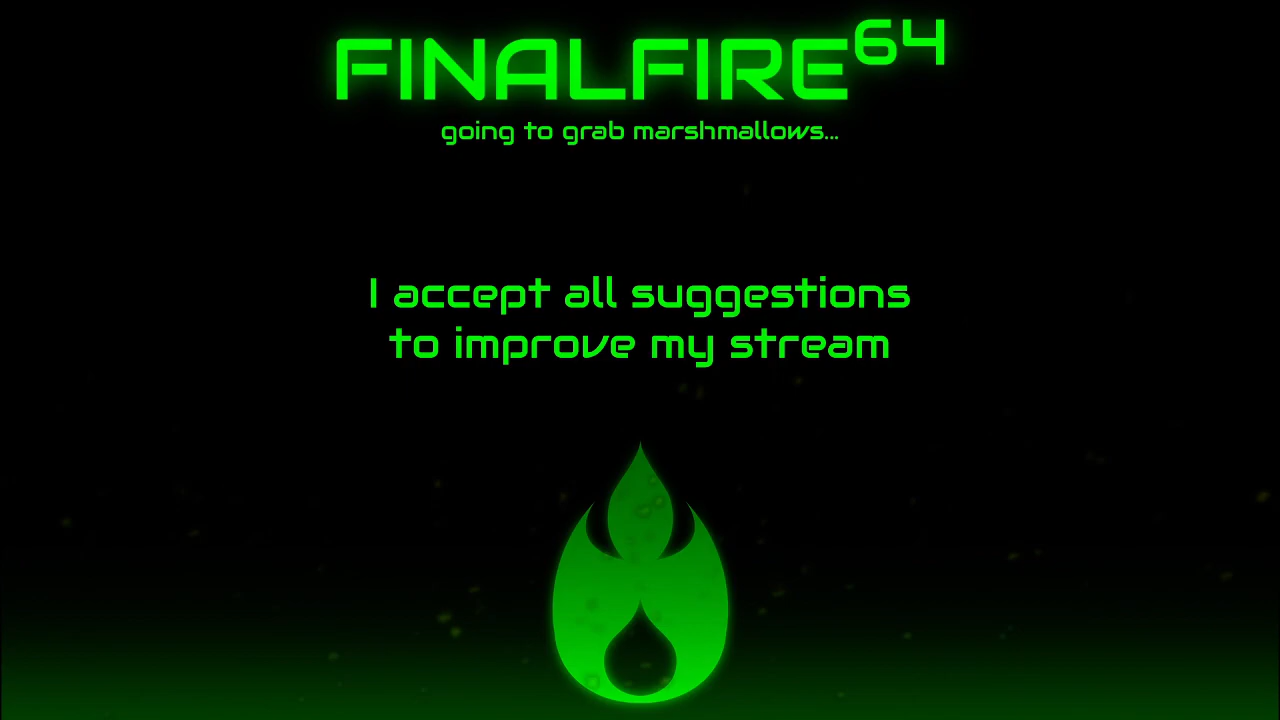 FINALFIRE64
going to grab marshmallows...
I accept all suggestions
to improve my stream